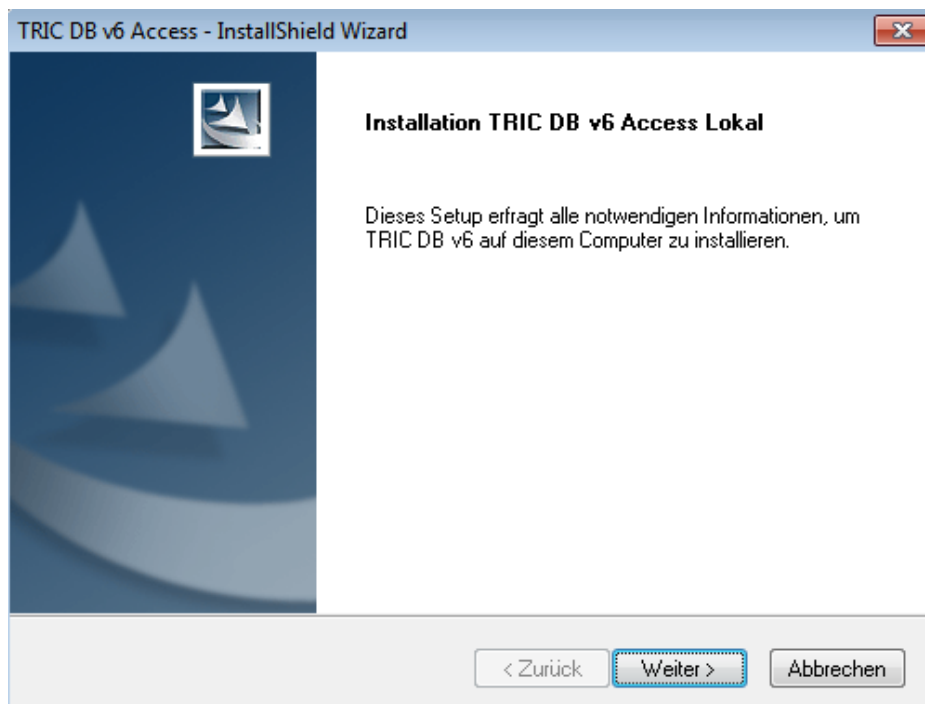 TRIC DB v6 Access - InstallShield Wizard
Installation TRIC DB v6 Access Lokal
Dieses Setup erfragt alle notwendigen Informationen, um
TRIC DB v6 auf diesem Computer zu installieren.
< Zurück
Weiter >
Abbrechen